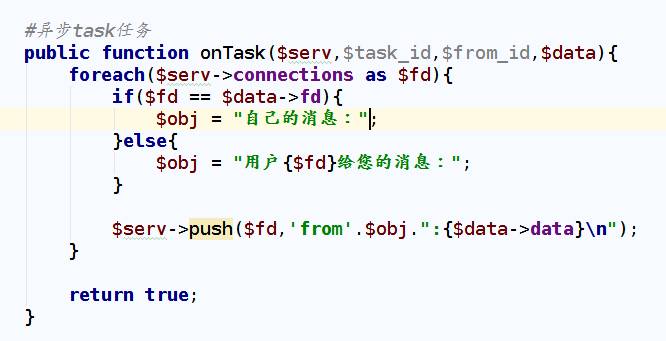 #异步task任务
public function onTask($serv,$task_id,$from_id,$data){
    foreach($serv->connections as $fd){
        if($fd == $data->fd){
            $obj = "自己的消息：";
        }else{
            $obj = "用户{$fd}给您的消息：";
        }

        $serv->push($fd,'from'.$obj.":{$data->data}\n");
    }

    return true;
}